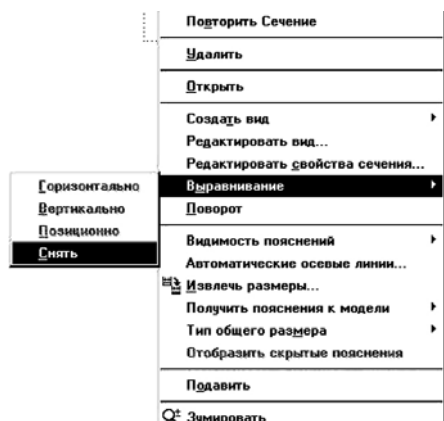 Повторить Сечение
Удалить
Открыть
Создать вид
Редактировать вид...
Редактировать свойства сечения...
Выравнивание
Горизонтально
Вертикально
Позиционно
Снять
Поворот
Видимость пояснений
Автоматические осевые линии...
Извлечь размеры...
Получить пояснения к модели
Тип общего размера
Отобразить скрытые пояснения
Подавить
Зумировать